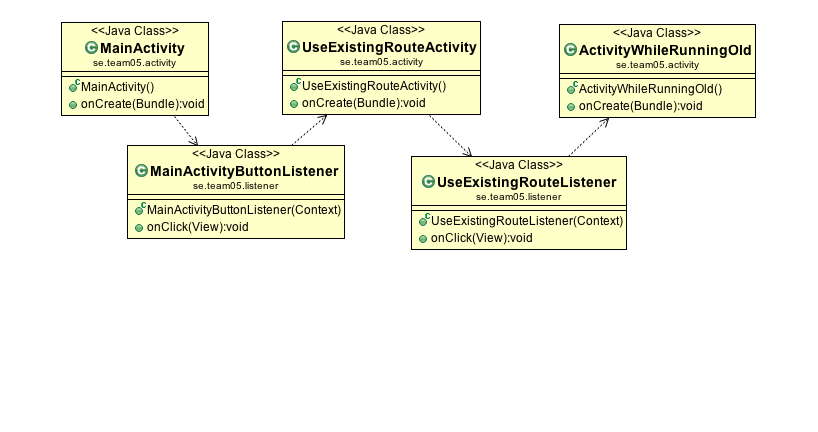 <<Java Class>>
MainActivity
se.team05.activity
MainActivity()
onCreate(Bundle):void
<<Java Class>>
UseExistingRouteActivity
se.team05.activity
UseExistingRouteActivity()
onCreate(Bundle):void
<<Java Class>>
ActivityWhileRunningOld
se.team05.activity
ActivityWhileRunningOld()
onCreate(Bundle):void
<<Java Class>>
MainActivityButtonListener
se.team05.listener
MainActivityButtonListener(Context)
onClick(View):void
<<Java Class>>
UseExistingRouteListener
se.team05.listener
UseExistingRouteListener(Context)
onClick(View):void